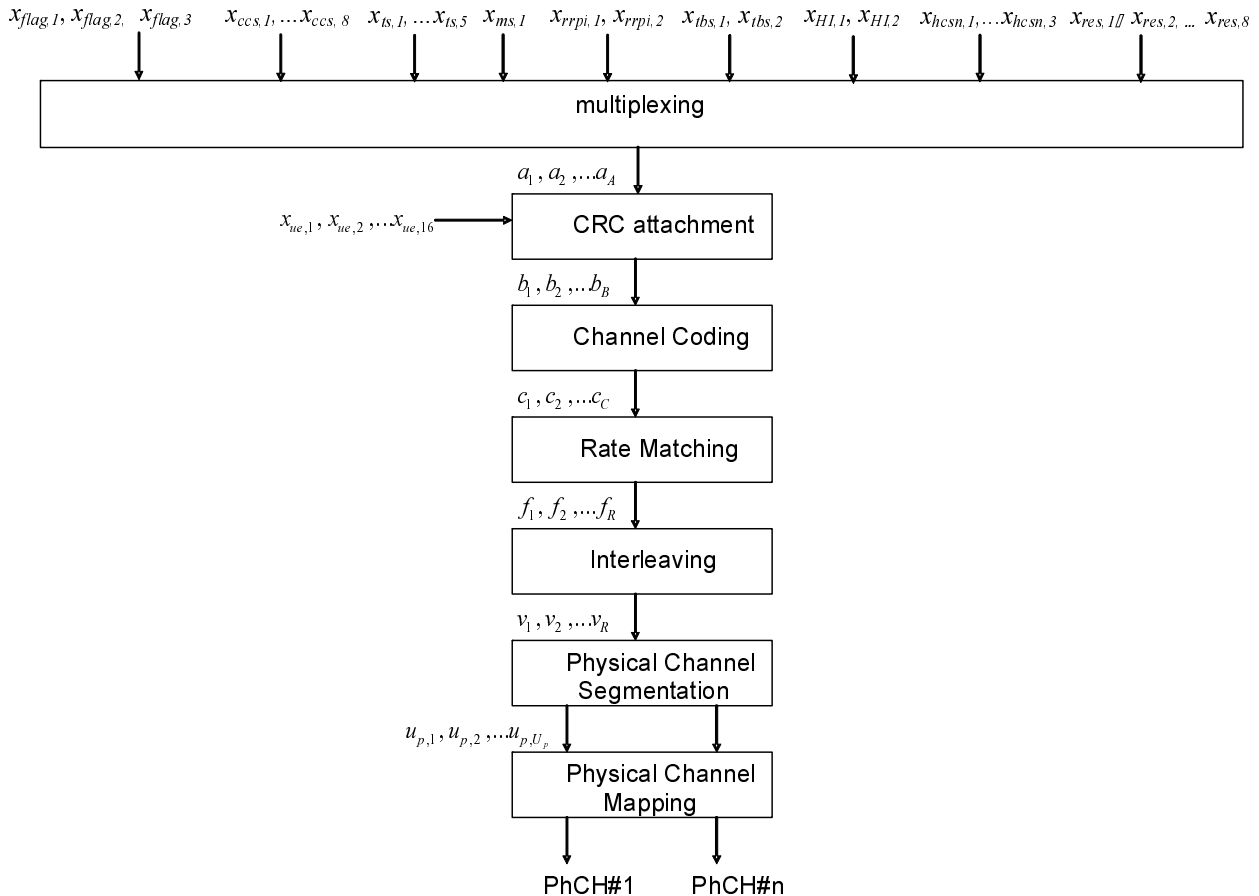 x_flag,1, x_flag,2, x_flag,3 x_ccs,1, ...x_ccs,8 x_ts,1, ...x_ts,5 x_ms,1 x_rrpi,1, x_rrpi,2 x_tbs,1, x_tbs,2 x_HI,1, x_HI,2 x_hcsn,1,...x_hcsn,3 x_res,1▯ x_res,2, ... x_res,8
multiplexing
a_1, a_2,...a_A
x_ue,1, x_ue,2,...x_ue,16
CRC attachment
b_1, b_2,...b_B
Channel Coding
c_1, c_2,...c_C
Rate Matching
f_1, f_2,...f_R
Interleaving
v_1, v_2,...v_R
Physical Channel
Segmentation
u_p,1, u_p,2,...u_p,U_p
Physical Channel
Mapping
PhCH#1 PhCH#n